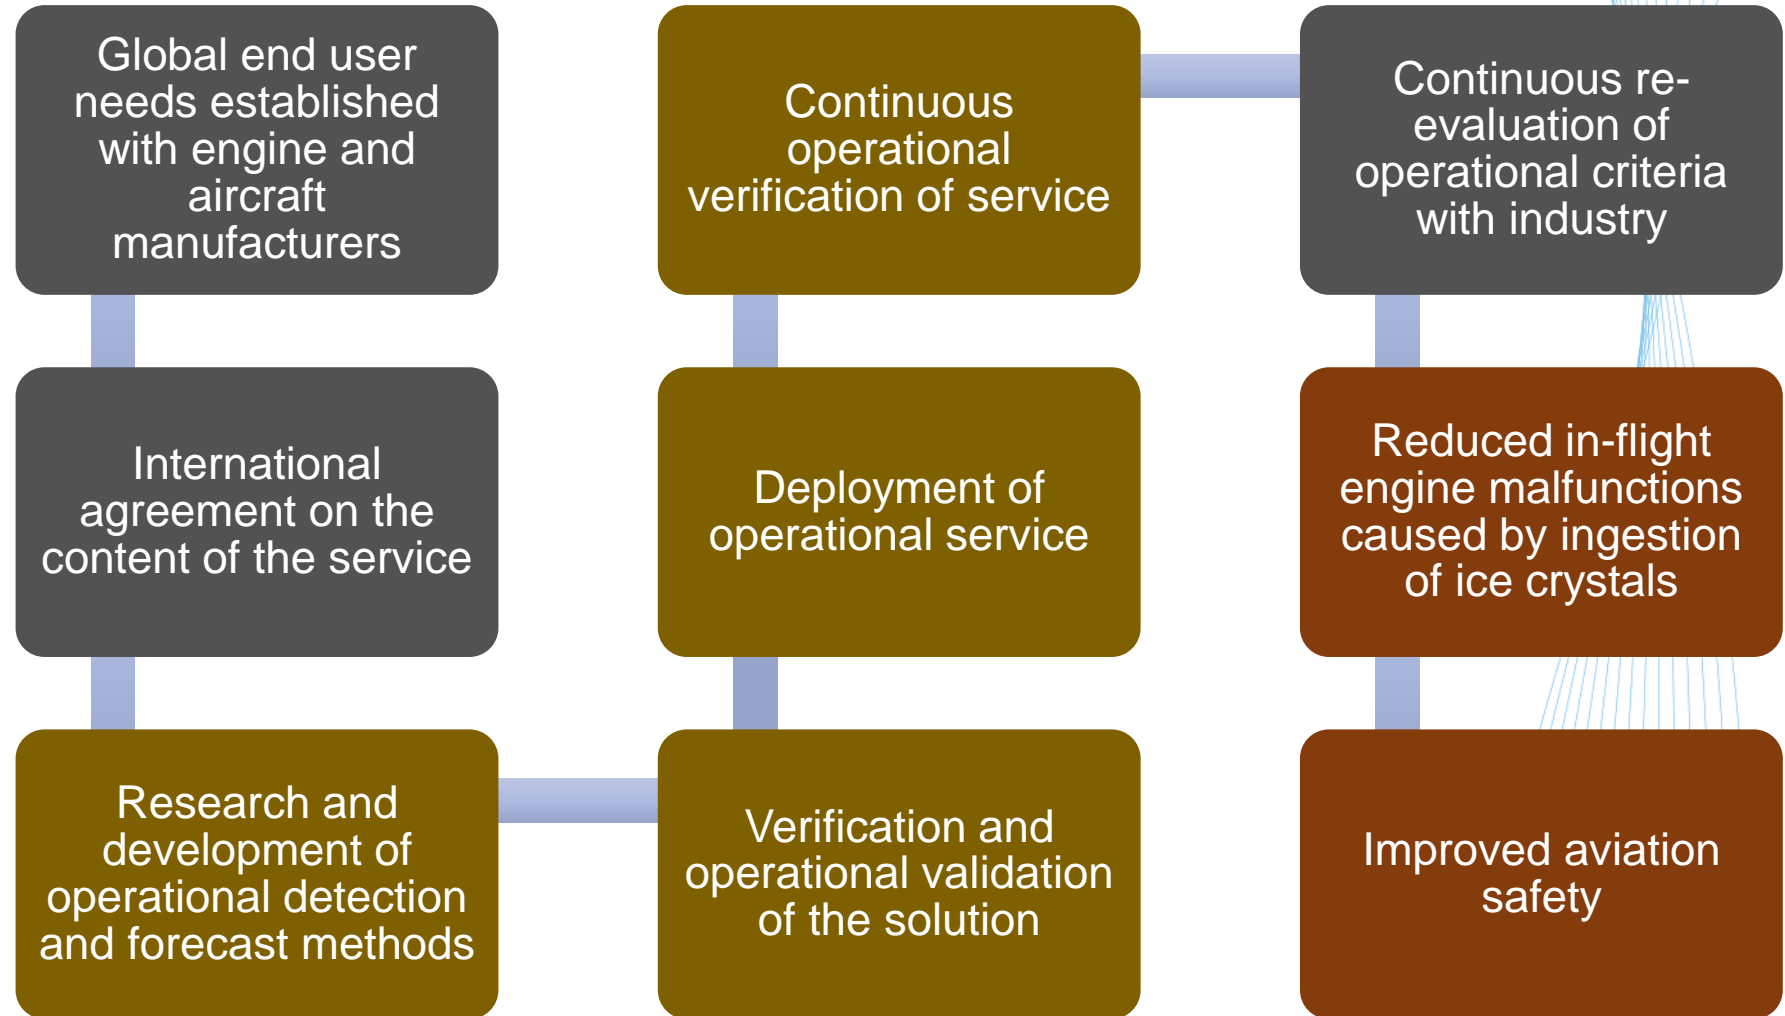 Global end user
needs established
with engine and
aircraft
manufacturers
International
agreement on the
content of the service
Research and
development of
operational detection
and forecast methods
Verification and
operational validation
of the solution
Deployment of
operational service
Continuous
operational
verification of service
Continuous re-
evaluation of
operational criteria
with industry
Reduced in-flight
engine malfunctions
caused by ingestion
of ice crystals
Improved aviation
safety